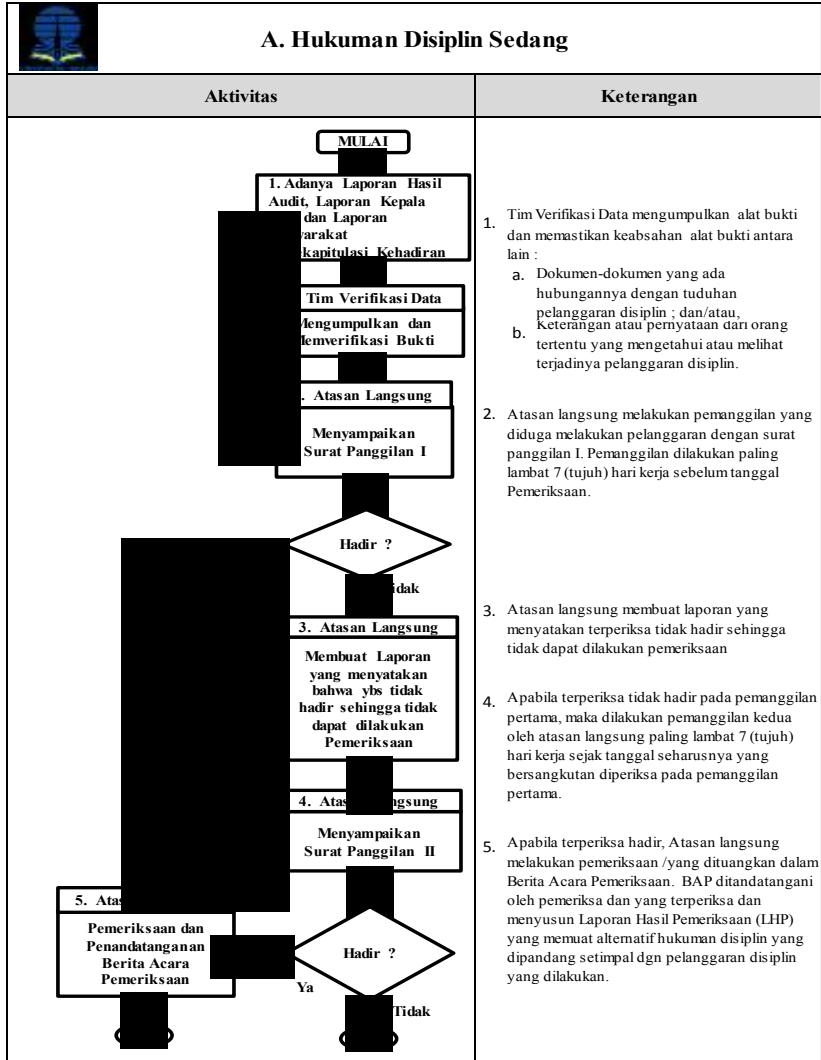 A. Hukuman Disiplin Sedang
Aktivitas
Keterangan
MULAI
1. Adanya Laporan Hasil
Audit, Laporan Kepala
dan Laporan
Kehadiran
Tim Verifikasi Data
Mengumpulkan dan
Memverifikasi Bukti
. Atasan Langsung
Menyampaikan
Surat Panggilan I
Hadir ?
3. Atasan Langsung
Membuat Laporan
yang menyatakan
bahwa ybs tidak
hadir sehingga tidak
dapat dilakukan
Pemeriksaan
4.
Menyampaikan
Surat Panggilan II
5.
Pemeriksaan dan
Penandatanganan
Berita Acara
Pemeriksaan
Hadir ?
Ya
Tidak
1. Tim Verifikasi Data mengumpulkan alat bukti
dan memastikan keabsahan alat bukti antara
lain :
a. Dokumen-dokumen yang ada
hubungannya dengan tuduhan
pelanggaran disiplin ; dan/atau,
b. Keterangan atau pernyataan dari orang
tertentu yang mengetahui atau melihat
terjadinya pelanggaran disiplin.
2. Atasan langsung melakukan pemanggilan yang
diduga melakukan pelanggaran dengan surat
panggilan I. Pemanggilan dilakukan paling
lambat 7 (tujuh) hari kerja sebelum tanggal
Pemeriksaan.
3. Atasan langsung membuat laporan yang
menyatakan terperiksa tidak hadir sehingga
tidak dapat dilakukan pemeriksaan
4. Apabila terperiksa tidak hadir pada pemanggilan
pertama, maka dilakukan pemanggilan kedua
oleh atasan langsung paling lambat 7 (tujuh)
hari kerja sejak tanggal seharusnya yang
bersangkutan diperiksa pada pemanggilan
pertama.
5. Apabila terperiksa hadir, Atasan langsung
melakukan pemeriksaan /yang dituangkan dalam
Berita Acara Pemeriksaan. BAP ditandatangani
oleh pemeriksa dan yang terperiksa dan
menyusun Laporan Hasil Pemeriksaan (LHP)
yang memuat alternatif hukuman disiplin yang
dipandang setimpal dgn pelanggaran disiplin
yang dilakukan.